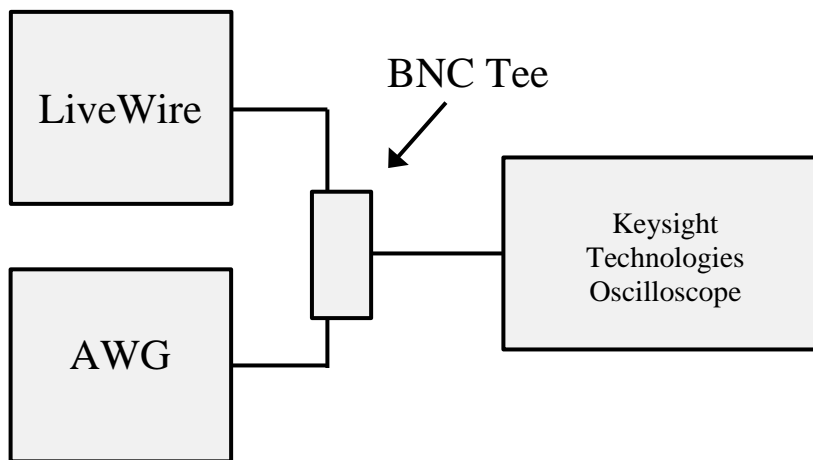 LiveWire
BNC Tee
Keysight
Technologies
Oscilloscope
AWG